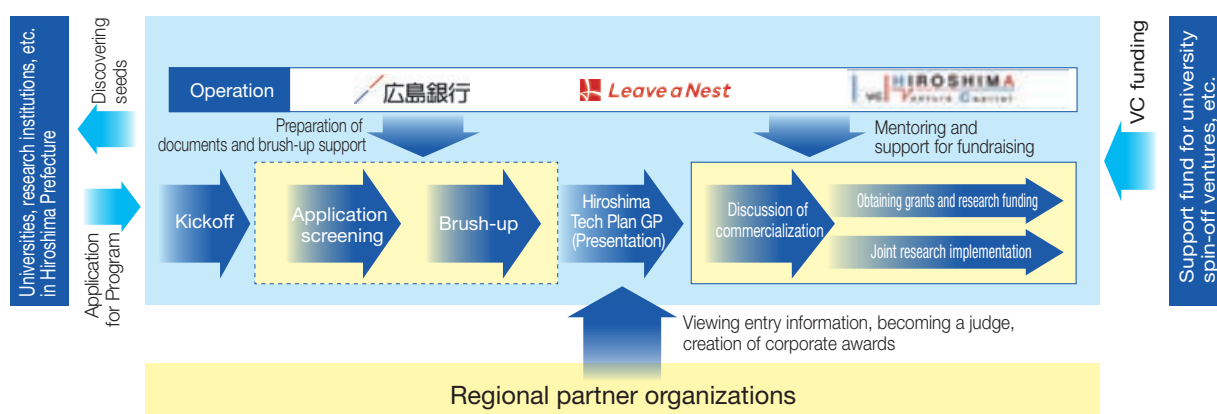 Universities, research institutions, etc.
in Hiroshima Prefecture
Discovering
seeds
Application
for Program
Operation
広島銀行
Leave a Nest
HIROSHIMA
Venture Capital
Preparation of
documents and brush-up support
Mentoring and
support for fundraising
Kickoff
Application
screening
Brush-up
Hiroshima
Tech Plan GP
(Presentation)
Discussion of
commercialization
Obtaining grants and research funding
Joint research implementation
Viewing entry information, becoming a judge,
creation of corporate awards
Regional partner organizations
VC funding
Support fund for university
spin-off ventures, etc.